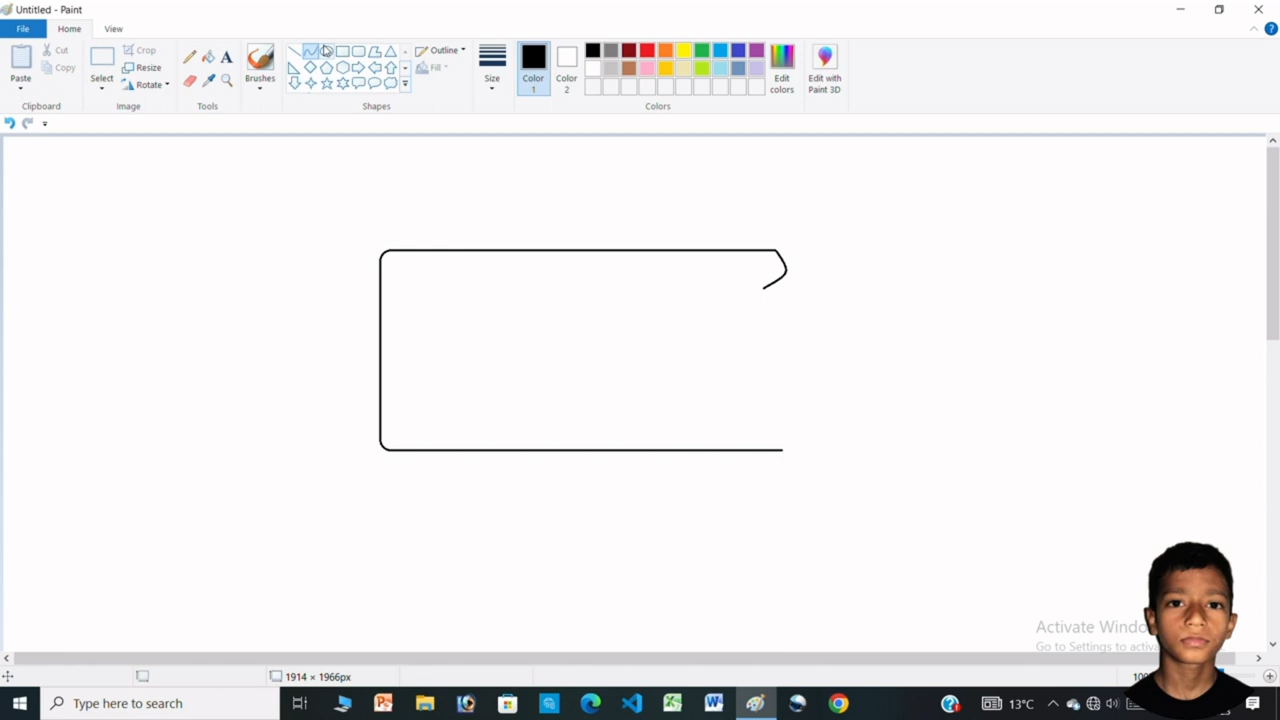 Untitled - Paint
File Home View
Paste
Cut
Copy
Clipboard
Select
Crop
Resize
Rotate
Image
Tools
Brushes
Shapes
Outline
Fill
Size
Color 1
Color 2
Colors
Edit colors
Edit with Paint 3D
Activate Windo
Go to Settings to activa
1914 × 1966px
100
Type here to search
13°C